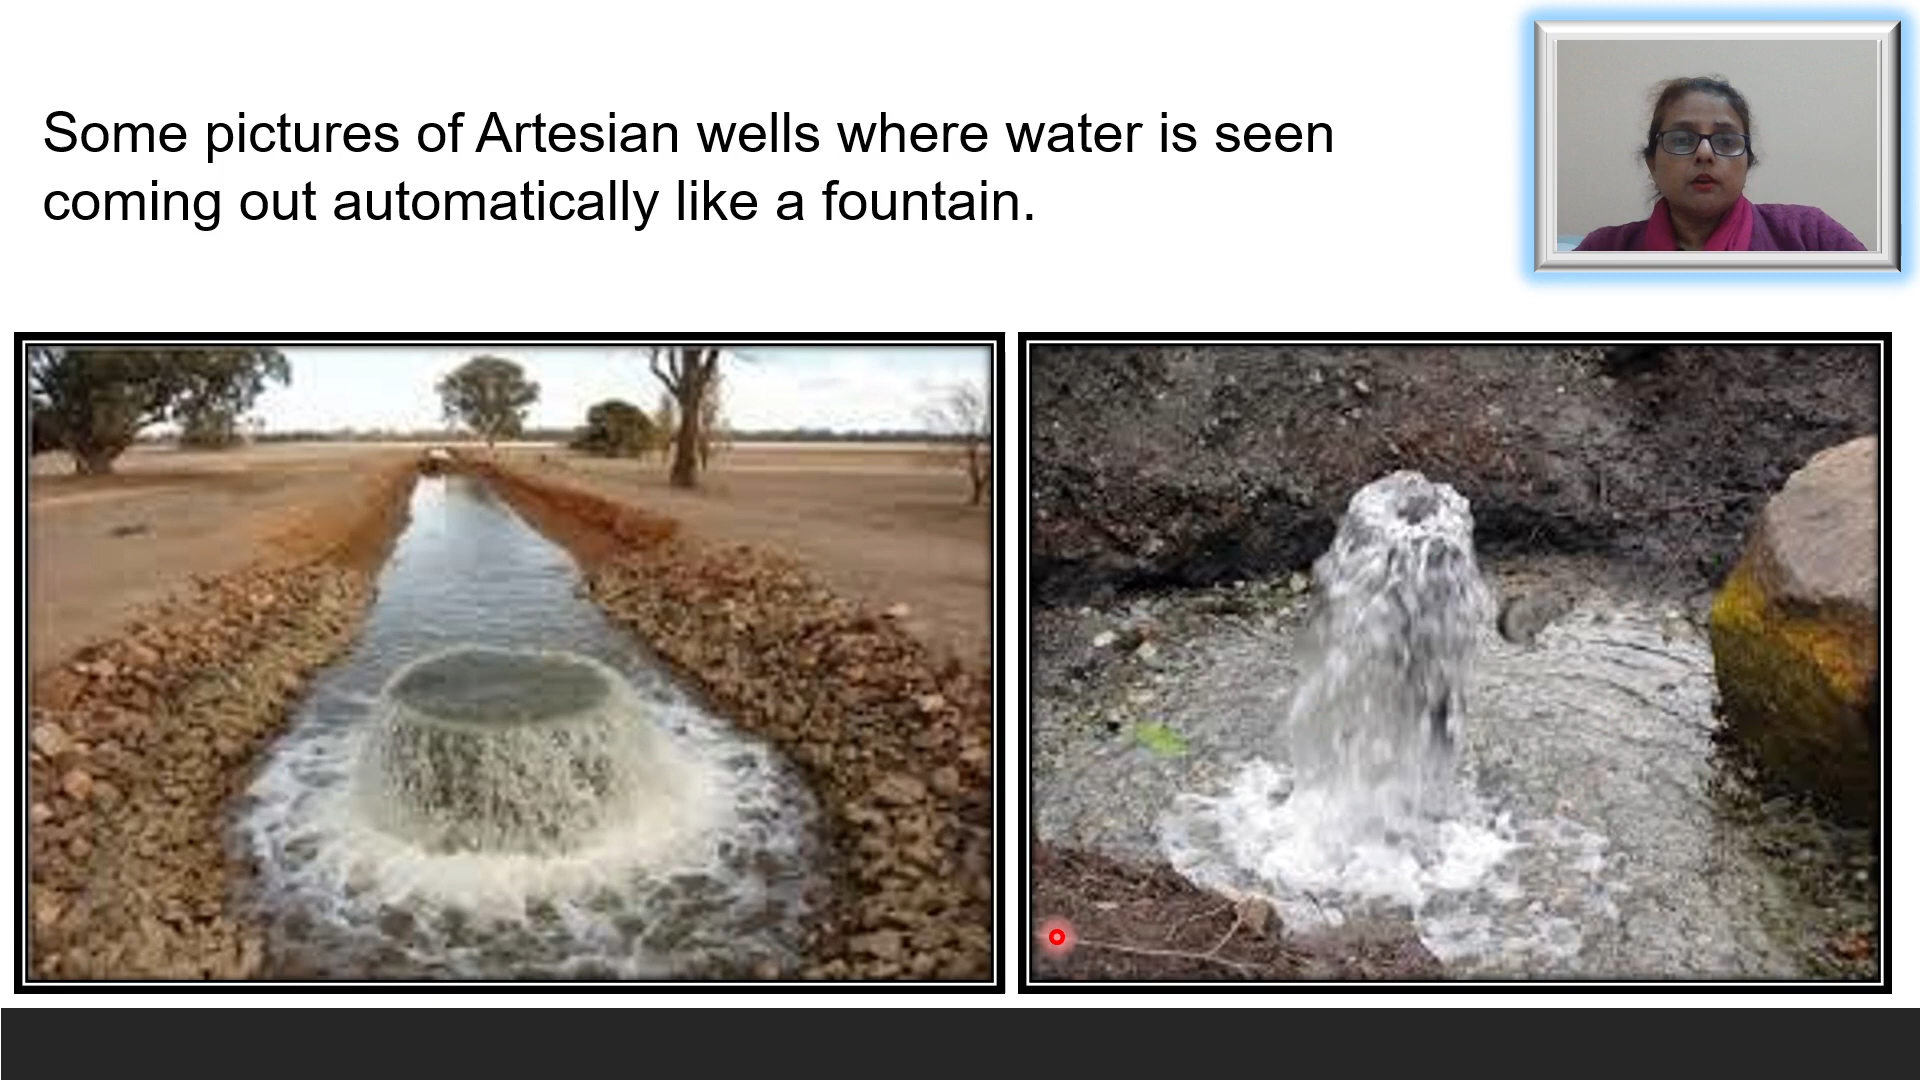 Some pictures of Artesian wells where water is seen
coming out automatically like a fountain.